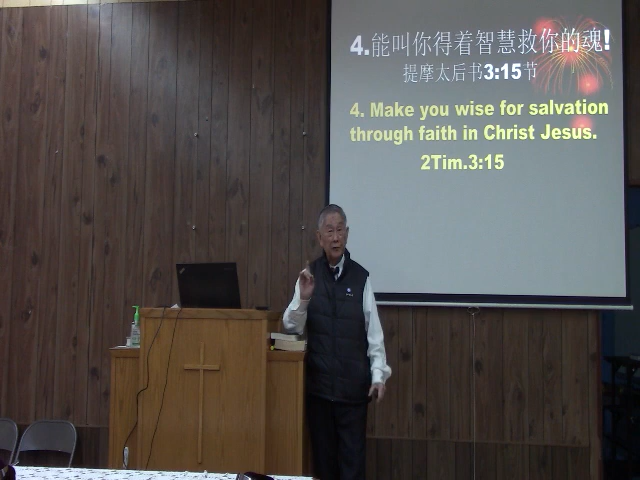 4.能叫你得着智慧救你的魂!
提摩太后书3:15节
4. Make you wise for salvation
through faith in Christ Jesus.
2Tim.3:15